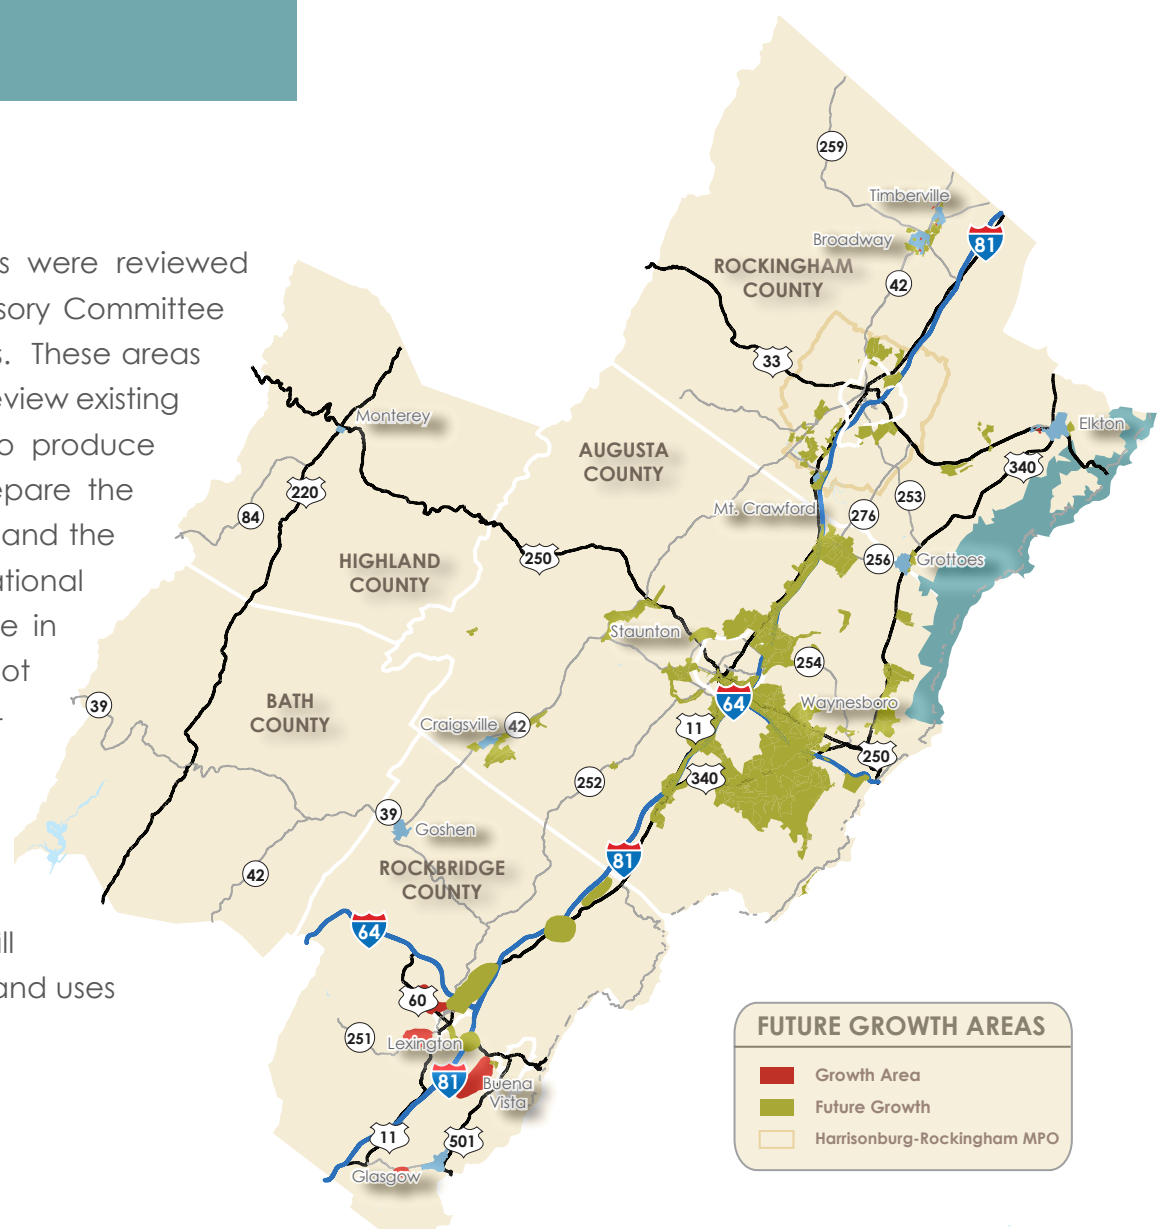 s were reviewed
sory Committee
s. These areas
eview existing
o produce
epare the
and the
ational
e in
ot
ill
and uses
259
Timberville
Broadway
81
ROCKINGHAM
COUNTY
42
33
Monterey
Elkton
AUGUSTA
COUNTY
340
220
253
84
Mt. Crawford
276
HIGHLAND
COUNTY
250
256
Grottoes
Staunton
254
39
BATH
COUNTY
Craigsville
42
64
Waynesboro
11
250
340
252
39
Goshen
81
ROCKBRIDGE
COUNTY
42
64
60
251
Lexington
81
Buena
Vista
11
501
Glasgow
FUTURE GROWTH AREAS
Growth Area
Future Growth
Harrisonburg-Rockingham MPO